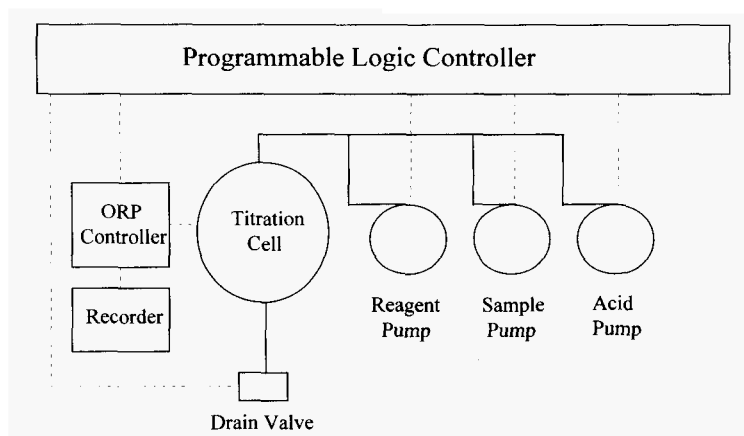 Programmable Logic Controller
ORP
Controller
Titration
Cell
Recorder
Reagent
Pump
Sample
Pump
Acid
Pump
Drain Valve